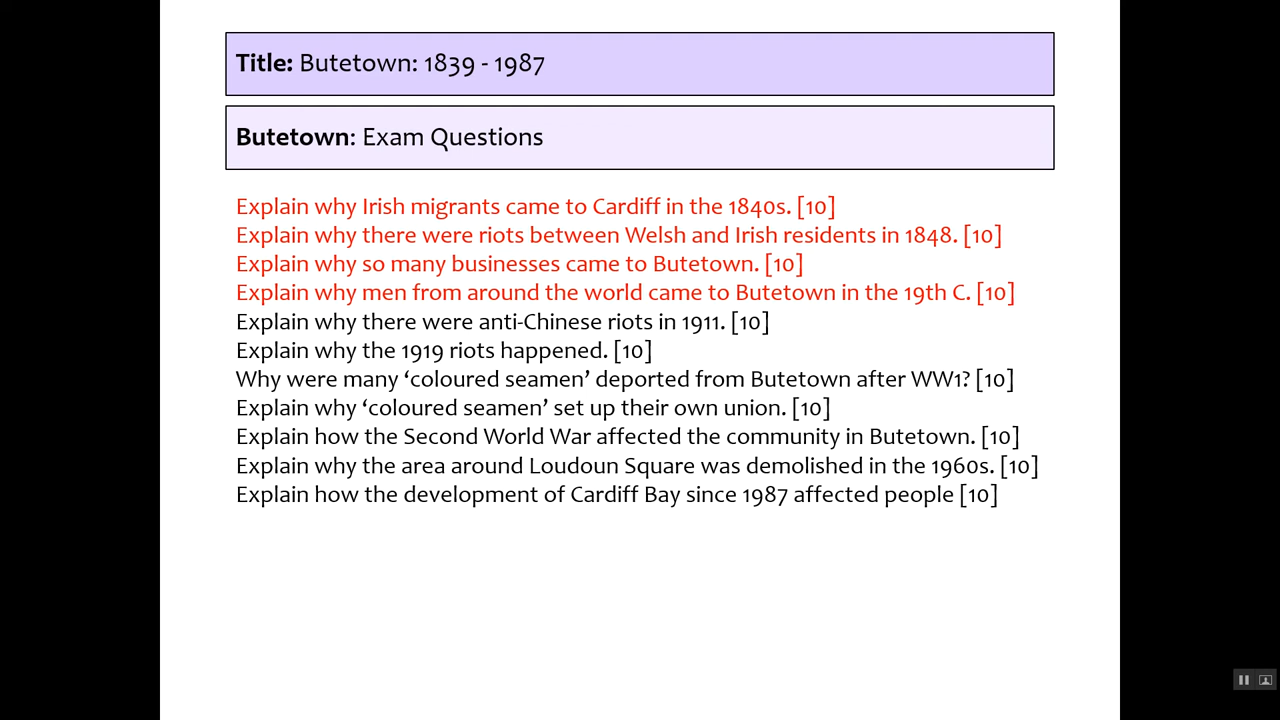 Title: Butetown: 1839 - 1987
Butetown: Exam Questions
Explain why Irish migrants came to Cardiff in the 1840s. [10]
Explain why there were riots between Welsh and Irish residents in 1848. [10]
Explain why so many businesses came to Butetown. [10]
Explain why men from around the world came to Butetown in the 19th C. [10]
Explain why there were anti-Chinese riots in 1911. [10]
Explain why the 1919 riots happened. [10]
Why were many ‘coloured seamen’ deported from Butetown after WW1? [10]
Explain why ‘coloured seamen’ set up their own union. [10]
Explain how the Second World War affected the community in Butetown. [10]
Explain why the area around Loudoun Square was demolished in the 1960s. [10]
Explain how the development of Cardiff Bay since 1987 affected people [10]